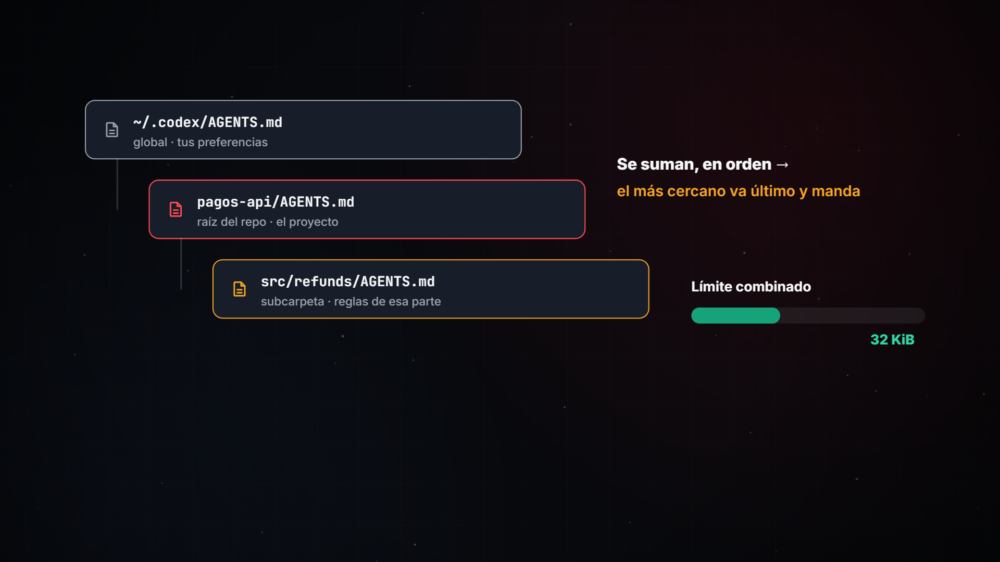 ~/.codex/AGENTS.md
global · tus preferencias
pagos-api/AGENTS.md
raíz del repo · el proyecto
src/refunds/AGENTS.md
subcarpeta · reglas de esa parte
Se suman, en orden →
el más cercano va último y manda
Límite combinado
32 KiB